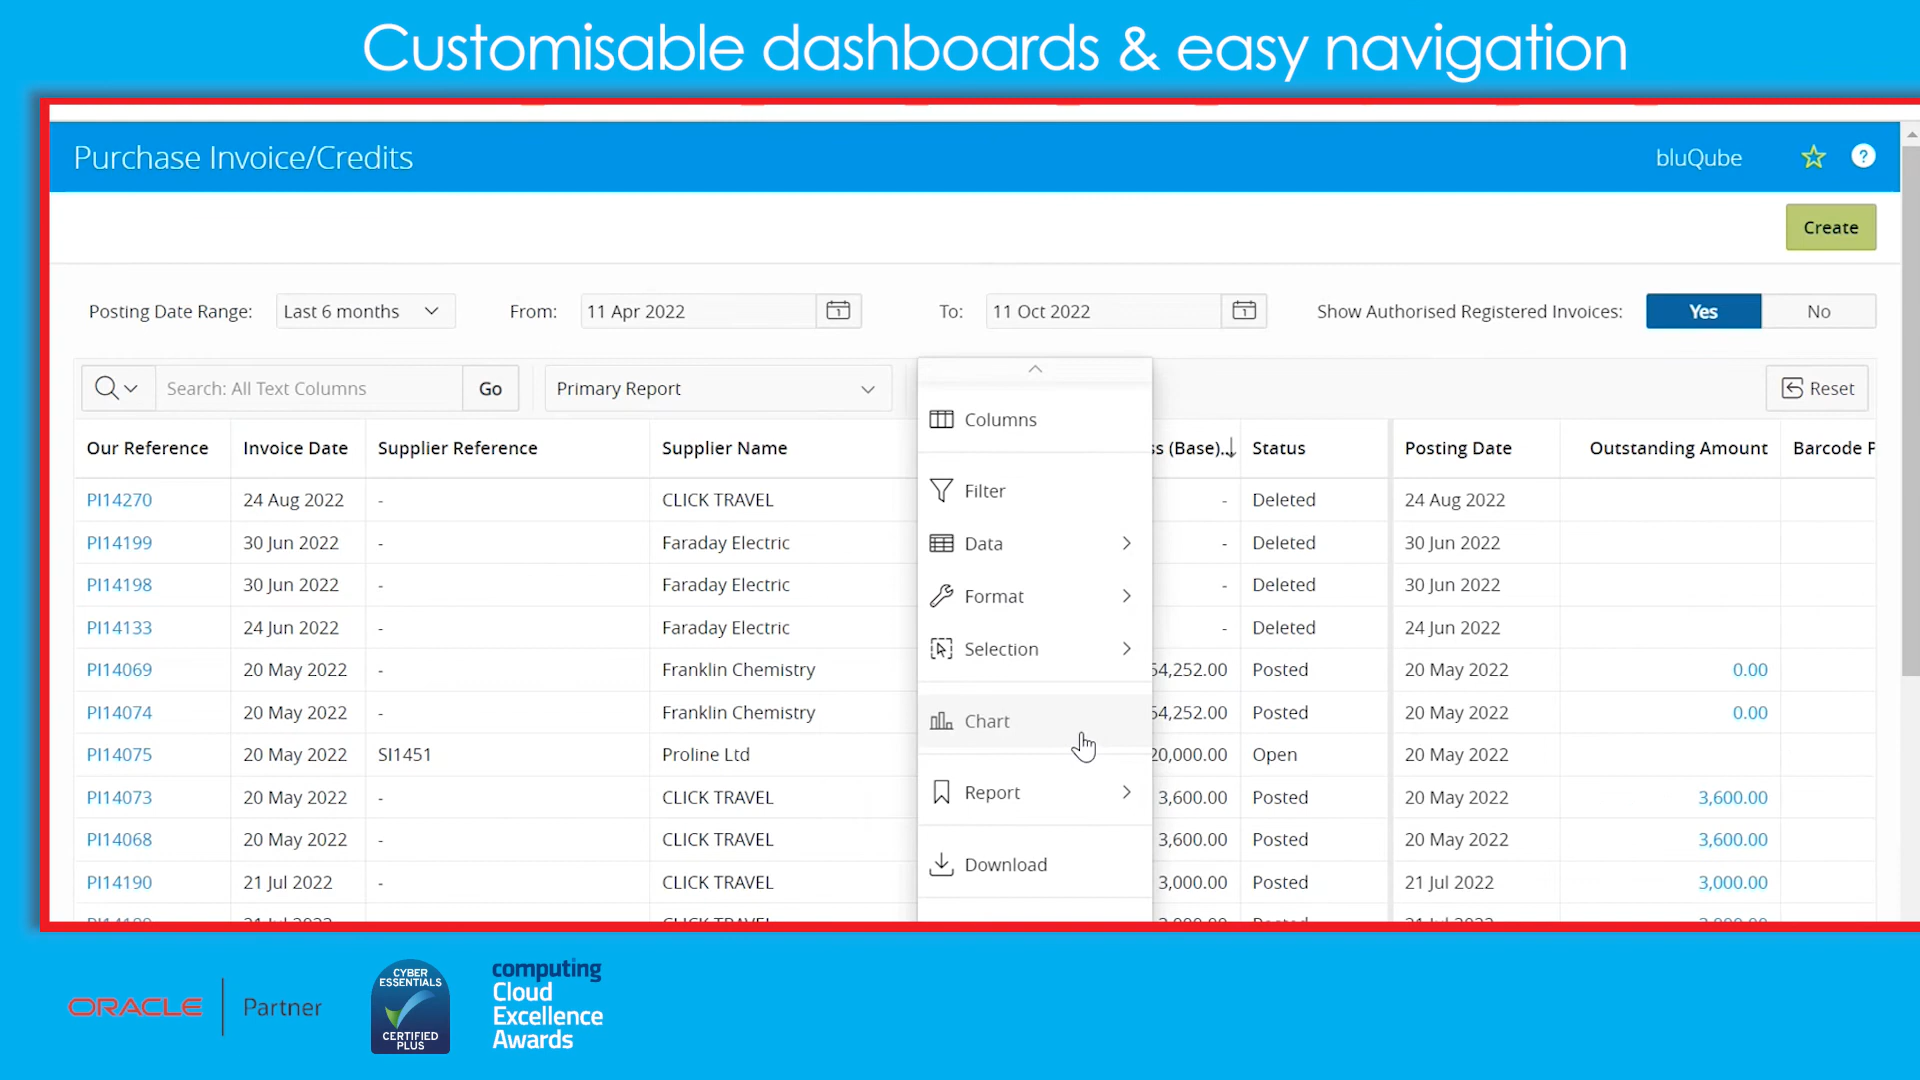 Customisable dashboards & easy navigation
Purchase Invoice/Credits
bluQube
?
Create
Posting Date Range: Last 6 months From: 11 Apr 2022 To: 11 Oct 2022 Show Authorised Registered Invoices: Yes No
Search: All Text Columns Go Primary Report Reset
Columns
Filter
Data
Format
Selection
Chart
Report
Download
Our Reference Invoice Date Supplier Reference Supplier Name s (Base).. Status Posting Date Outstanding Amount Barcode
PI14270 24 Aug 2022 - CLICK TRAVEL - Deleted 24 Aug 2022
PI14199 30 Jun 2022 - Faraday Electric - Deleted 30 Jun 2022
PI14198 30 Jun 2022 - Faraday Electric - Deleted 30 Jun 2022
PI14133 24 Jun 2022 - Faraday Electric - Deleted 24 Jun 2022
PI14069 20 May 2022 - Franklin Chemistry 54,252.00 Posted 20 May 2022 0.00
PI14074 20 May 2022 - Franklin Chemistry 54,252.00 Posted 20 May 2022 0.00
PI14075 20 May 2022 SI1451 Proline Ltd 20,000.00 Open 20 May 2022
PI14073 20 May 2022 - CLICK TRAVEL 3,600.00 Posted 20 May 2022 3,600.00
PI14068 20 May 2022 - CLICK TRAVEL 3,600.00 Posted 20 May 2022 3,600.00
PI14190 21 Jul 2022 - CLICK TRAVEL 3,000.00 Posted 21 Jul 2022 3,000.00
ORACLE Partner
CYBER
ESSENTIALS
CERTIFIED
PLUS
computing
Cloud
Excellence
Awards